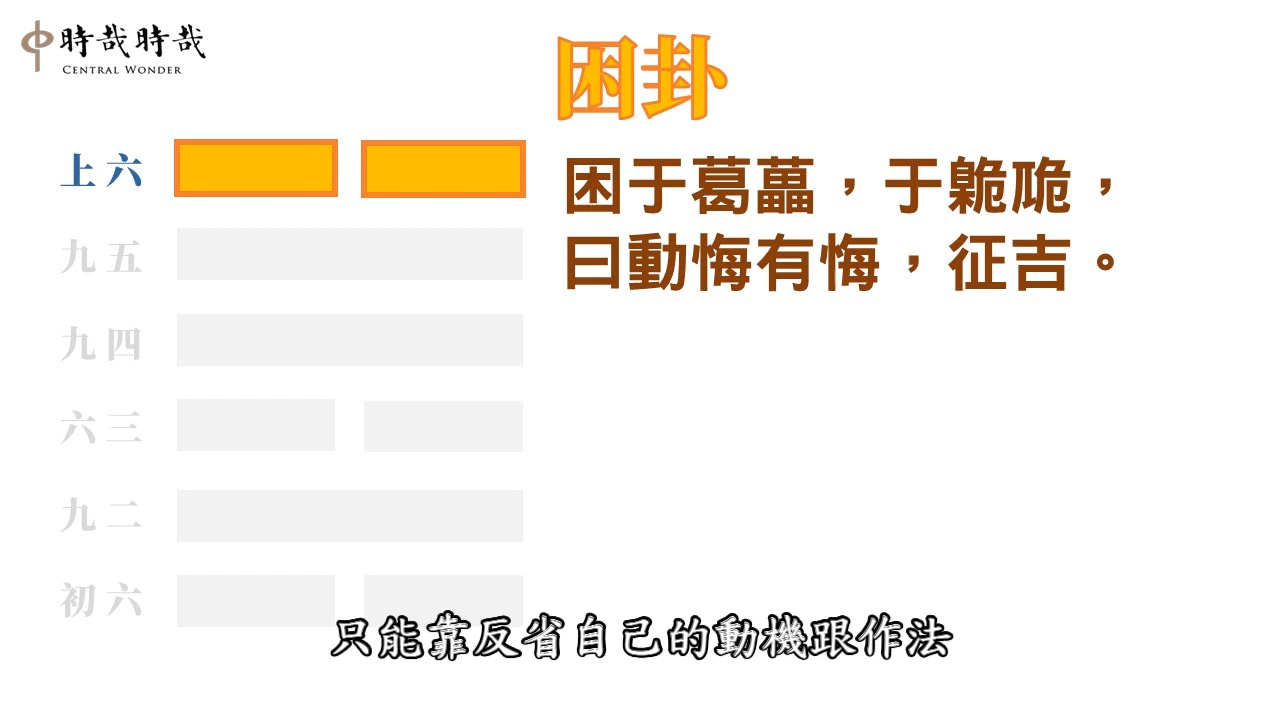 時哉時哉
CENTRAL WONDER
困卦
上六
困于葛藟，于臲卼，
曰動悔有悔，征吉。
九五
九四
六三
九二
初六
只能靠反省自己的動機跟作法